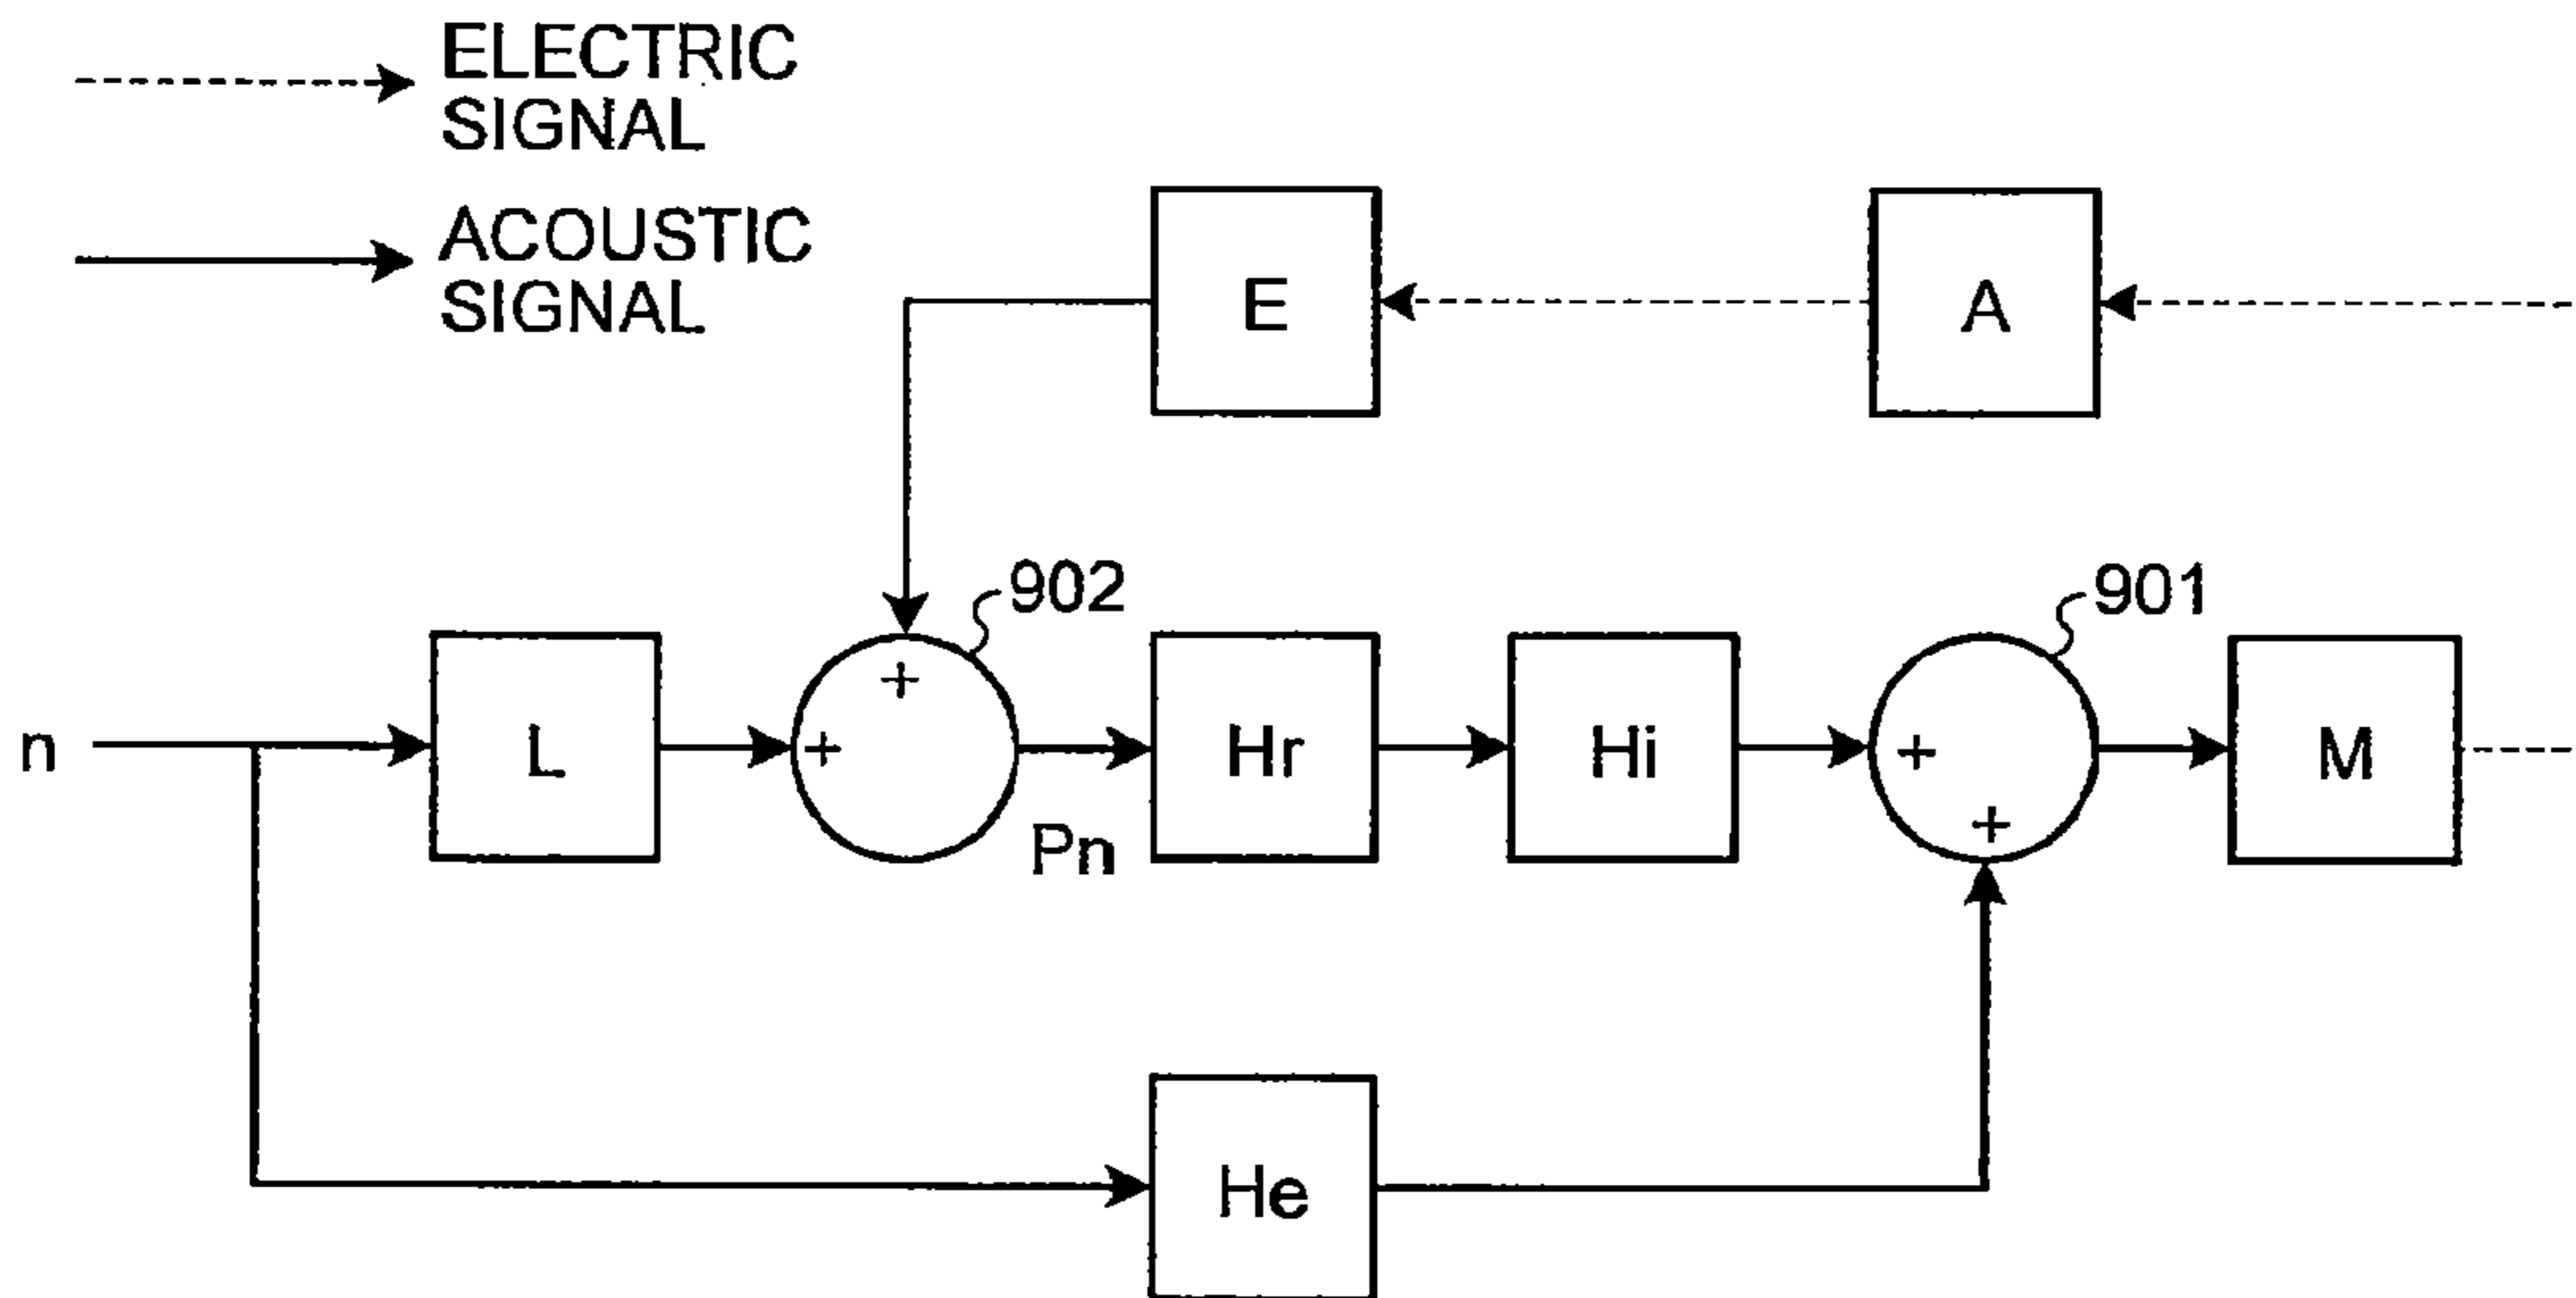 ELECTRIC
SIGNAL
ACOUSTIC
SIGNAL
E
A
902
901
n
L
+
+
Hr
Hi
+
+
M
Pn
He